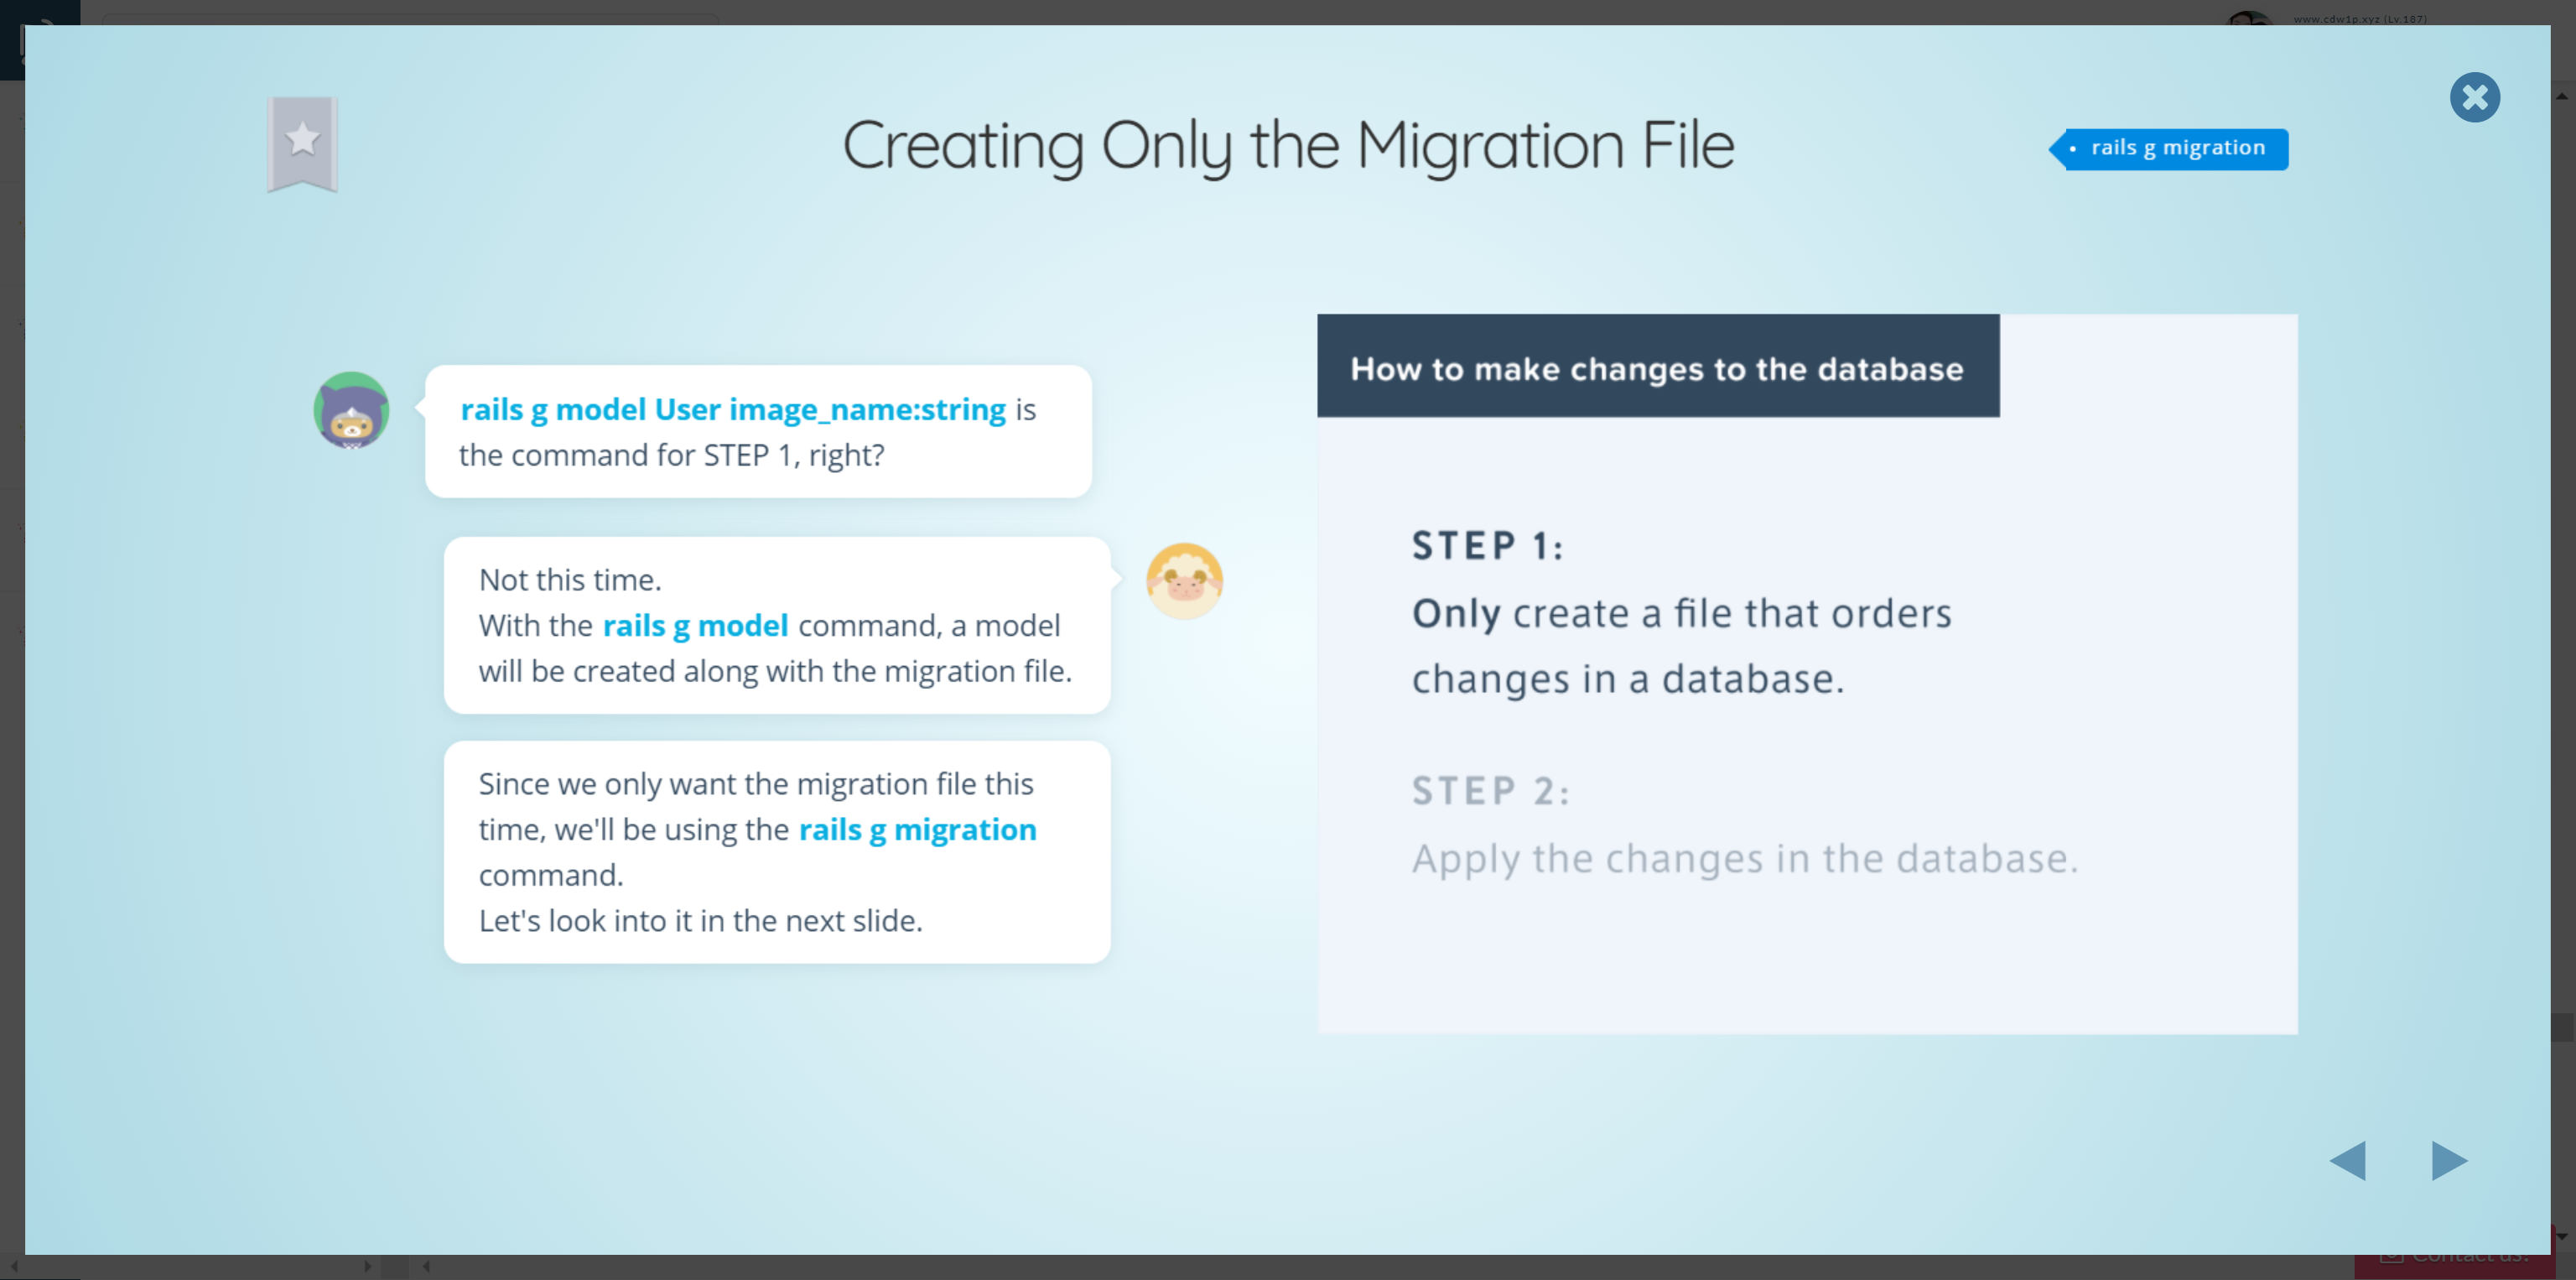 www.cdw1p.xyz (Lv.187)
Creating Only the Migration File
• rails g migration
rails g model User image_name:string is
the command for STEP 1, right?
Not this time.
With the rails g model command, a model
will be created along with the migration file.
Since we only want the migration file this
time, we'll be using the rails g migration
command.
Let's look into it in the next slide.
How to make changes to the database
STEP 1:
Only create a file that orders
changes in a database.
STEP 2:
Apply the changes in the database.
Contact us!